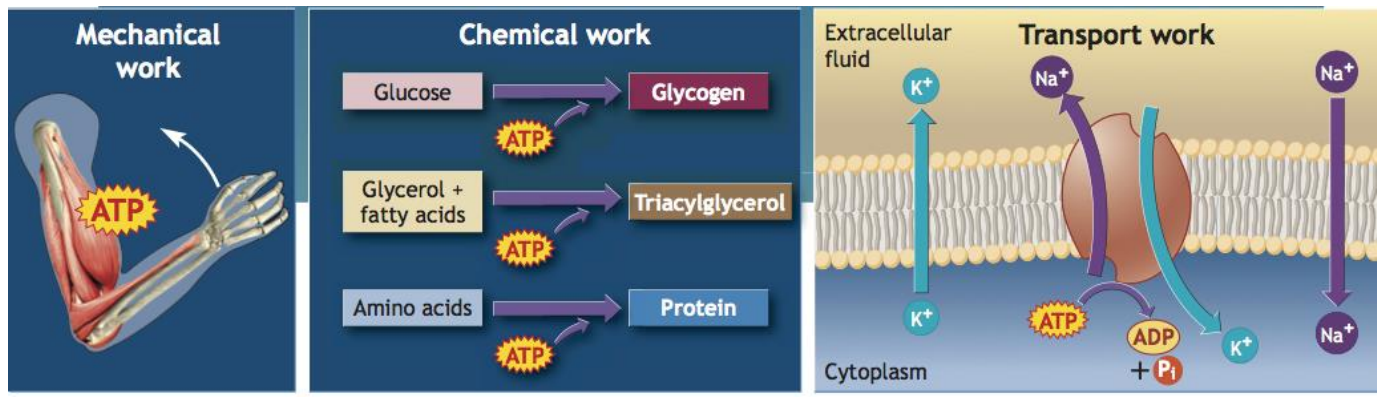 Mechanical
work
ATP
Chemical work
Glucose
Glycogen
ATP
Glycerol +
fatty acids
Triacylglycerol
ATP
Amino acids
Protein
ATP
Extracellular
fluid
Transport work
K+
Na+
Na+
K+
ATP
ADP
+ Pi
K+
Na+
Cytoplasm